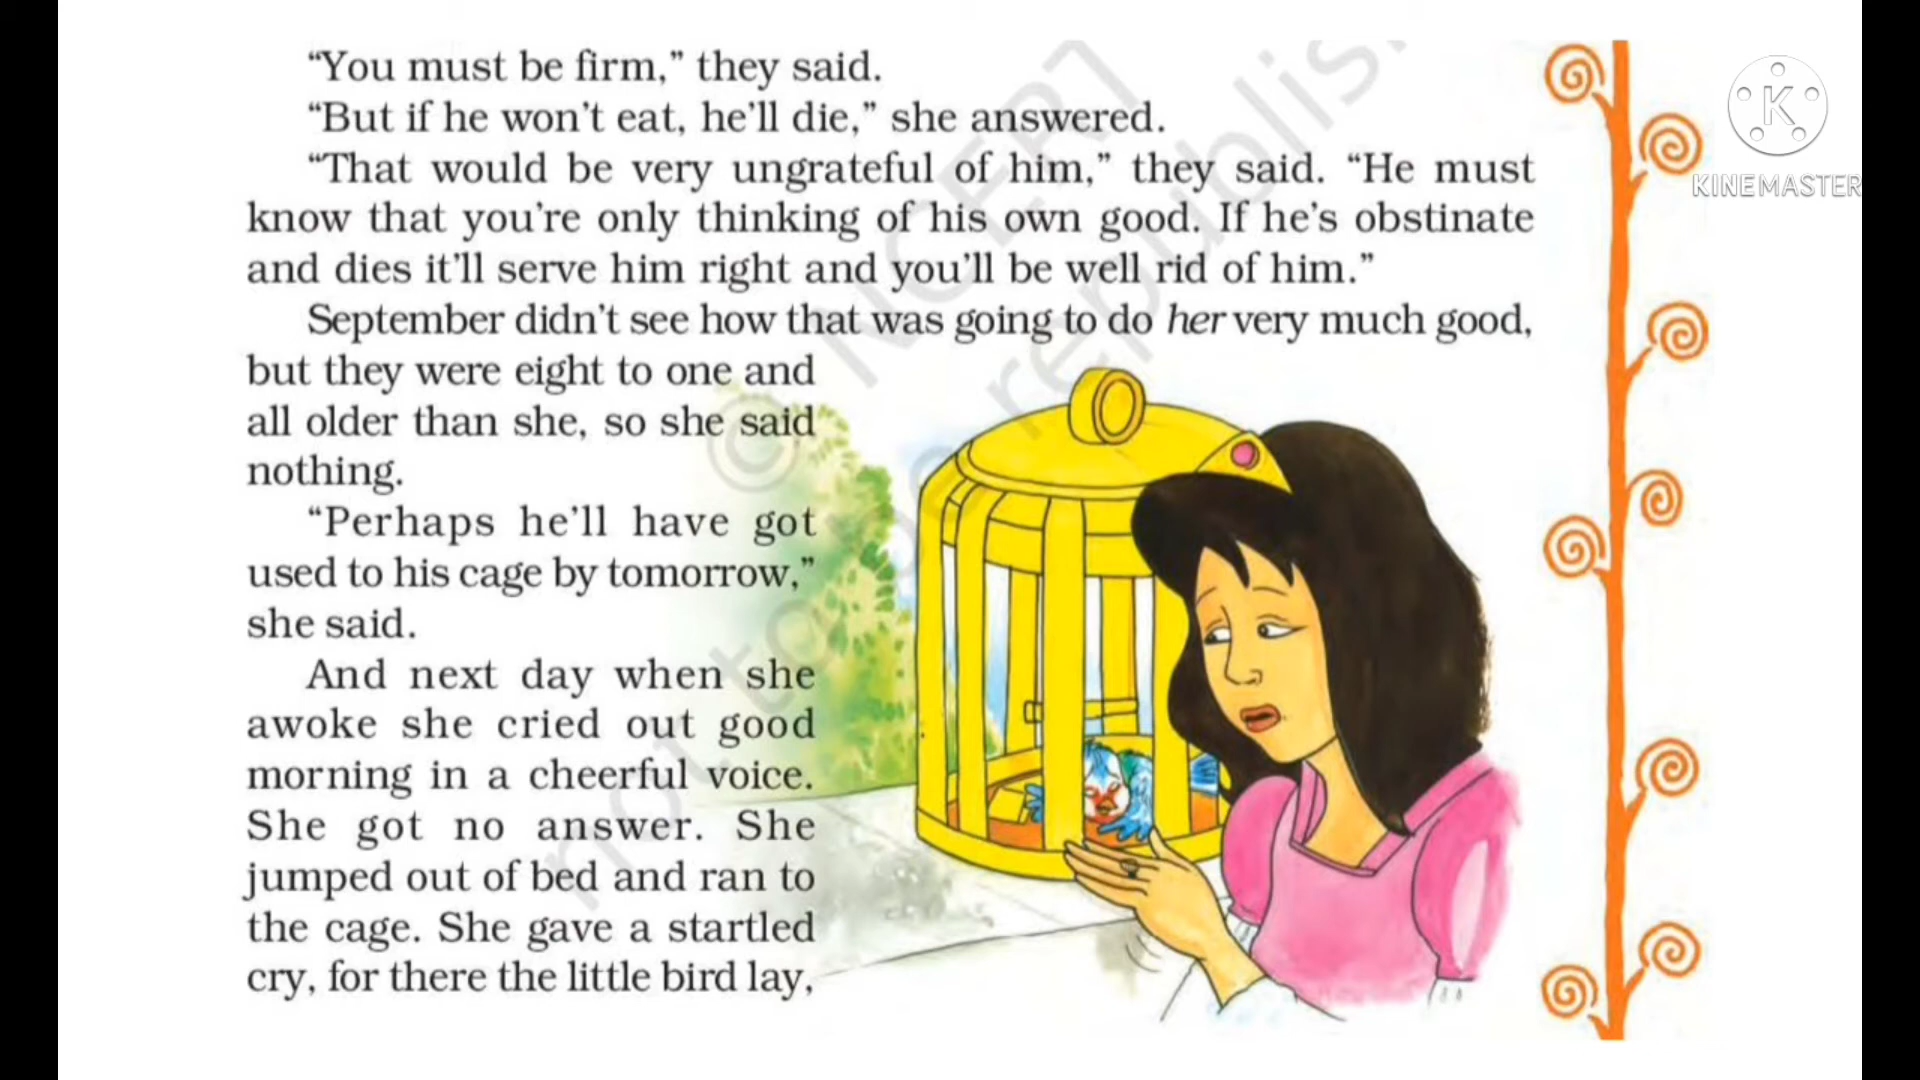 “You must be firm,” they said.
“But if he won’t eat, he’ll die,” she answered.
“That would be very ungrateful of him,” they said. “He must
know that you’re only thinking of his own good. If he’s obstinate
and dies it’ll serve him right and you’ll be well rid of him.”
September didn’t see how that was going to do her very much good,
but they were eight to one and
all older than she, so she said
nothing.
“Perhaps he’ll have got
used to his cage by tomorrow,”
she said.
And next day when she
awoke she cried out good
morning in a cheerful voice.
She got no answer. She
jumped out of bed and ran to
the cage. She gave a startled
cry, for there the little bird lay,
© NCERT
not to be republis
K
KINEMASTER